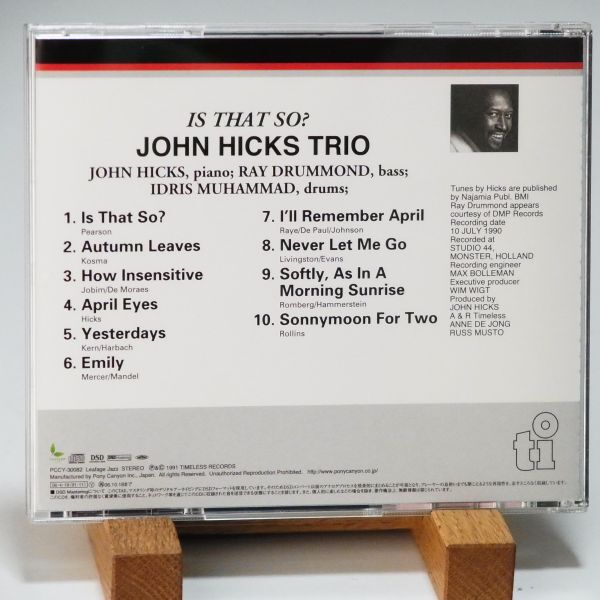 IS THAT SO?
JOHN HICKS TRIO
JOHN HICKS, piano; RAY DRUMMOND, bass;
IDRIS MUHAMMAD, drums;
1. Is That So?
Pearson
2. Autumn Leaves
Kosma
3. How Insensitive
Jobim/De Moraes
4. April Eyes
Hicks
5. Yesterdays
Kern/Harbach
6. Emily
Mercer/Mandel
7. I'll Remember April
Raye/De Paul/Johnson
8. Never Let Me Go
Livingston/Evans
9. Softly, As In A
Morning Sunrise
Romberg/Hammerstein
10. Sonnymoon For Two
Rollins
Tunes by Hicks are published
by Najamia Publ. BMI
Ray Drummond appears
courtesy of DMP Records
Recording date
10 JULY 1990
Recorded at
STUDIO 44,
MONSTER, HOLLAND
Recording engineer
MAX BOLLEMAN
Executive producer
WIM WIGT
Produced by
JOHN HICKS
A & R Timeless
ANNE DE JONG
RUSS MUSTO
ti
DSD
PCCY-30082 Leafage Jazz STEREO Ⓟ&© 1991 TIMELESS RECORDS
Manufactured by Pony Canyon Inc., Japan. All rights Reserved. Unauthorized Reproduction Prohibited. http://www.ponycanyon.co.jp/